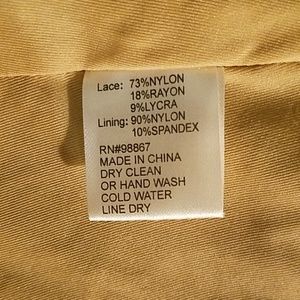 Lace: 73%NYLON
18%RAYON
9%LYCRA
Lining: 90%NYLON
10%SPANDEX
RN#98867
MADE IN CHINA
DRY CLEAN
OR HAND WASH
COLD WATER
LINE DRY